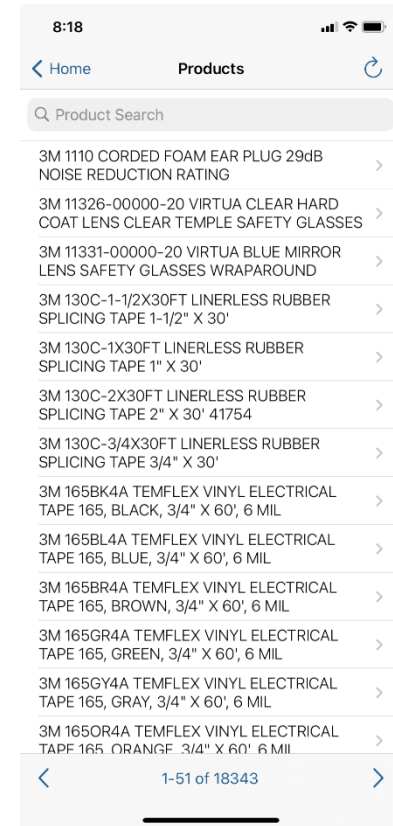 8:18
Home
Products
Product Search
3M 1110 CORDED FOAM EAR PLUG 29dB
NOISE REDUCTION RATING
3M 11326-00000-20 VIRTUA CLEAR HARD
COAT LENS CLEAR TEMPLE SAFETY GLASSES
3M 11331-00000-20 VIRTUA BLUE MIRROR
LENS SAFETY GLASSES WRAPAROUND
3M 130C-1-1/2X30FT LINERLESS RUBBER
SPLICING TAPE 1-1/2" X 30'
3M 130C-1X30FT LINERLESS RUBBER
SPLICING TAPE 1" X 30'
3M 130C-2X30FT LINERLESS RUBBER
SPLICING TAPE 2" X 30' 41754
3M 130C-3/4X30FT LINERLESS RUBBER
SPLICING TAPE 3/4" X 30'
3M 165BK4A TEMFLEX VINYL ELECTRICAL
TAPE 165, BLACK, 3/4" X 60', 6 MIL
3M 165BL4A TEMFLEX VINYL ELECTRICAL
TAPE 165, BLUE, 3/4" X 60', 6 MIL
3M 165BR4A TEMFLEX VINYL ELECTRICAL
TAPE 165, BROWN, 3/4" X 60', 6 MIL
3M 165GR4A TEMFLEX VINYL ELECTRICAL
TAPE 165, GREEN, 3/4" X 60', 6 MIL
3M 165GY4A TEMFLEX VINYL ELECTRICAL
TAPE 165, GRAY, 3/4" X 60', 6 MIL
3M 165OR4A TEMFLEX VINYL ELECTRICAL
TAPE 165, ORANGE, 3/4" X 60', 6 MIL
1-51 of 18343